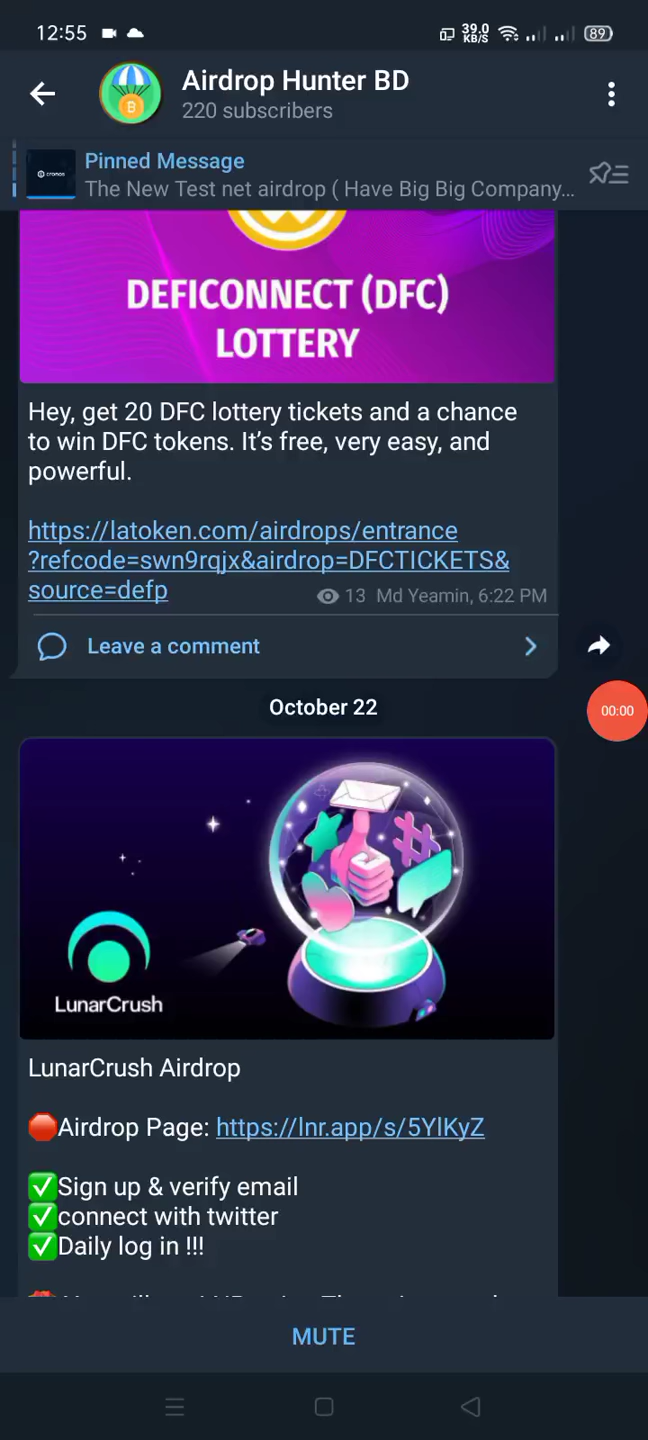 12:55
39.0
KB/S
89
Airdrop Hunter BD
220 subscribers
Pinned Message
cronos
The New Test net airdrop ( Have Big Big Company...
DEFICONNECT (DFC)
LOTTERY
Hey, get 20 DFC lottery tickets and a chance
to win DFC tokens. It’s free, very easy, and
powerful.
https://latoken.com/airdrops/entrance
?refcode=swn9rqjx&airdrop=DFCTICKETS&
source=defp
13 Md Yeamin, 6:22 PM
Leave a comment
October 22
00:00
LunarCrush
LunarCrush Airdrop
🛑Airdrop Page: https://lnr.app/s/5YlKyZ
✅Sign up & verify email
✅connect with twitter
✅Daily log in !!!
MUTE